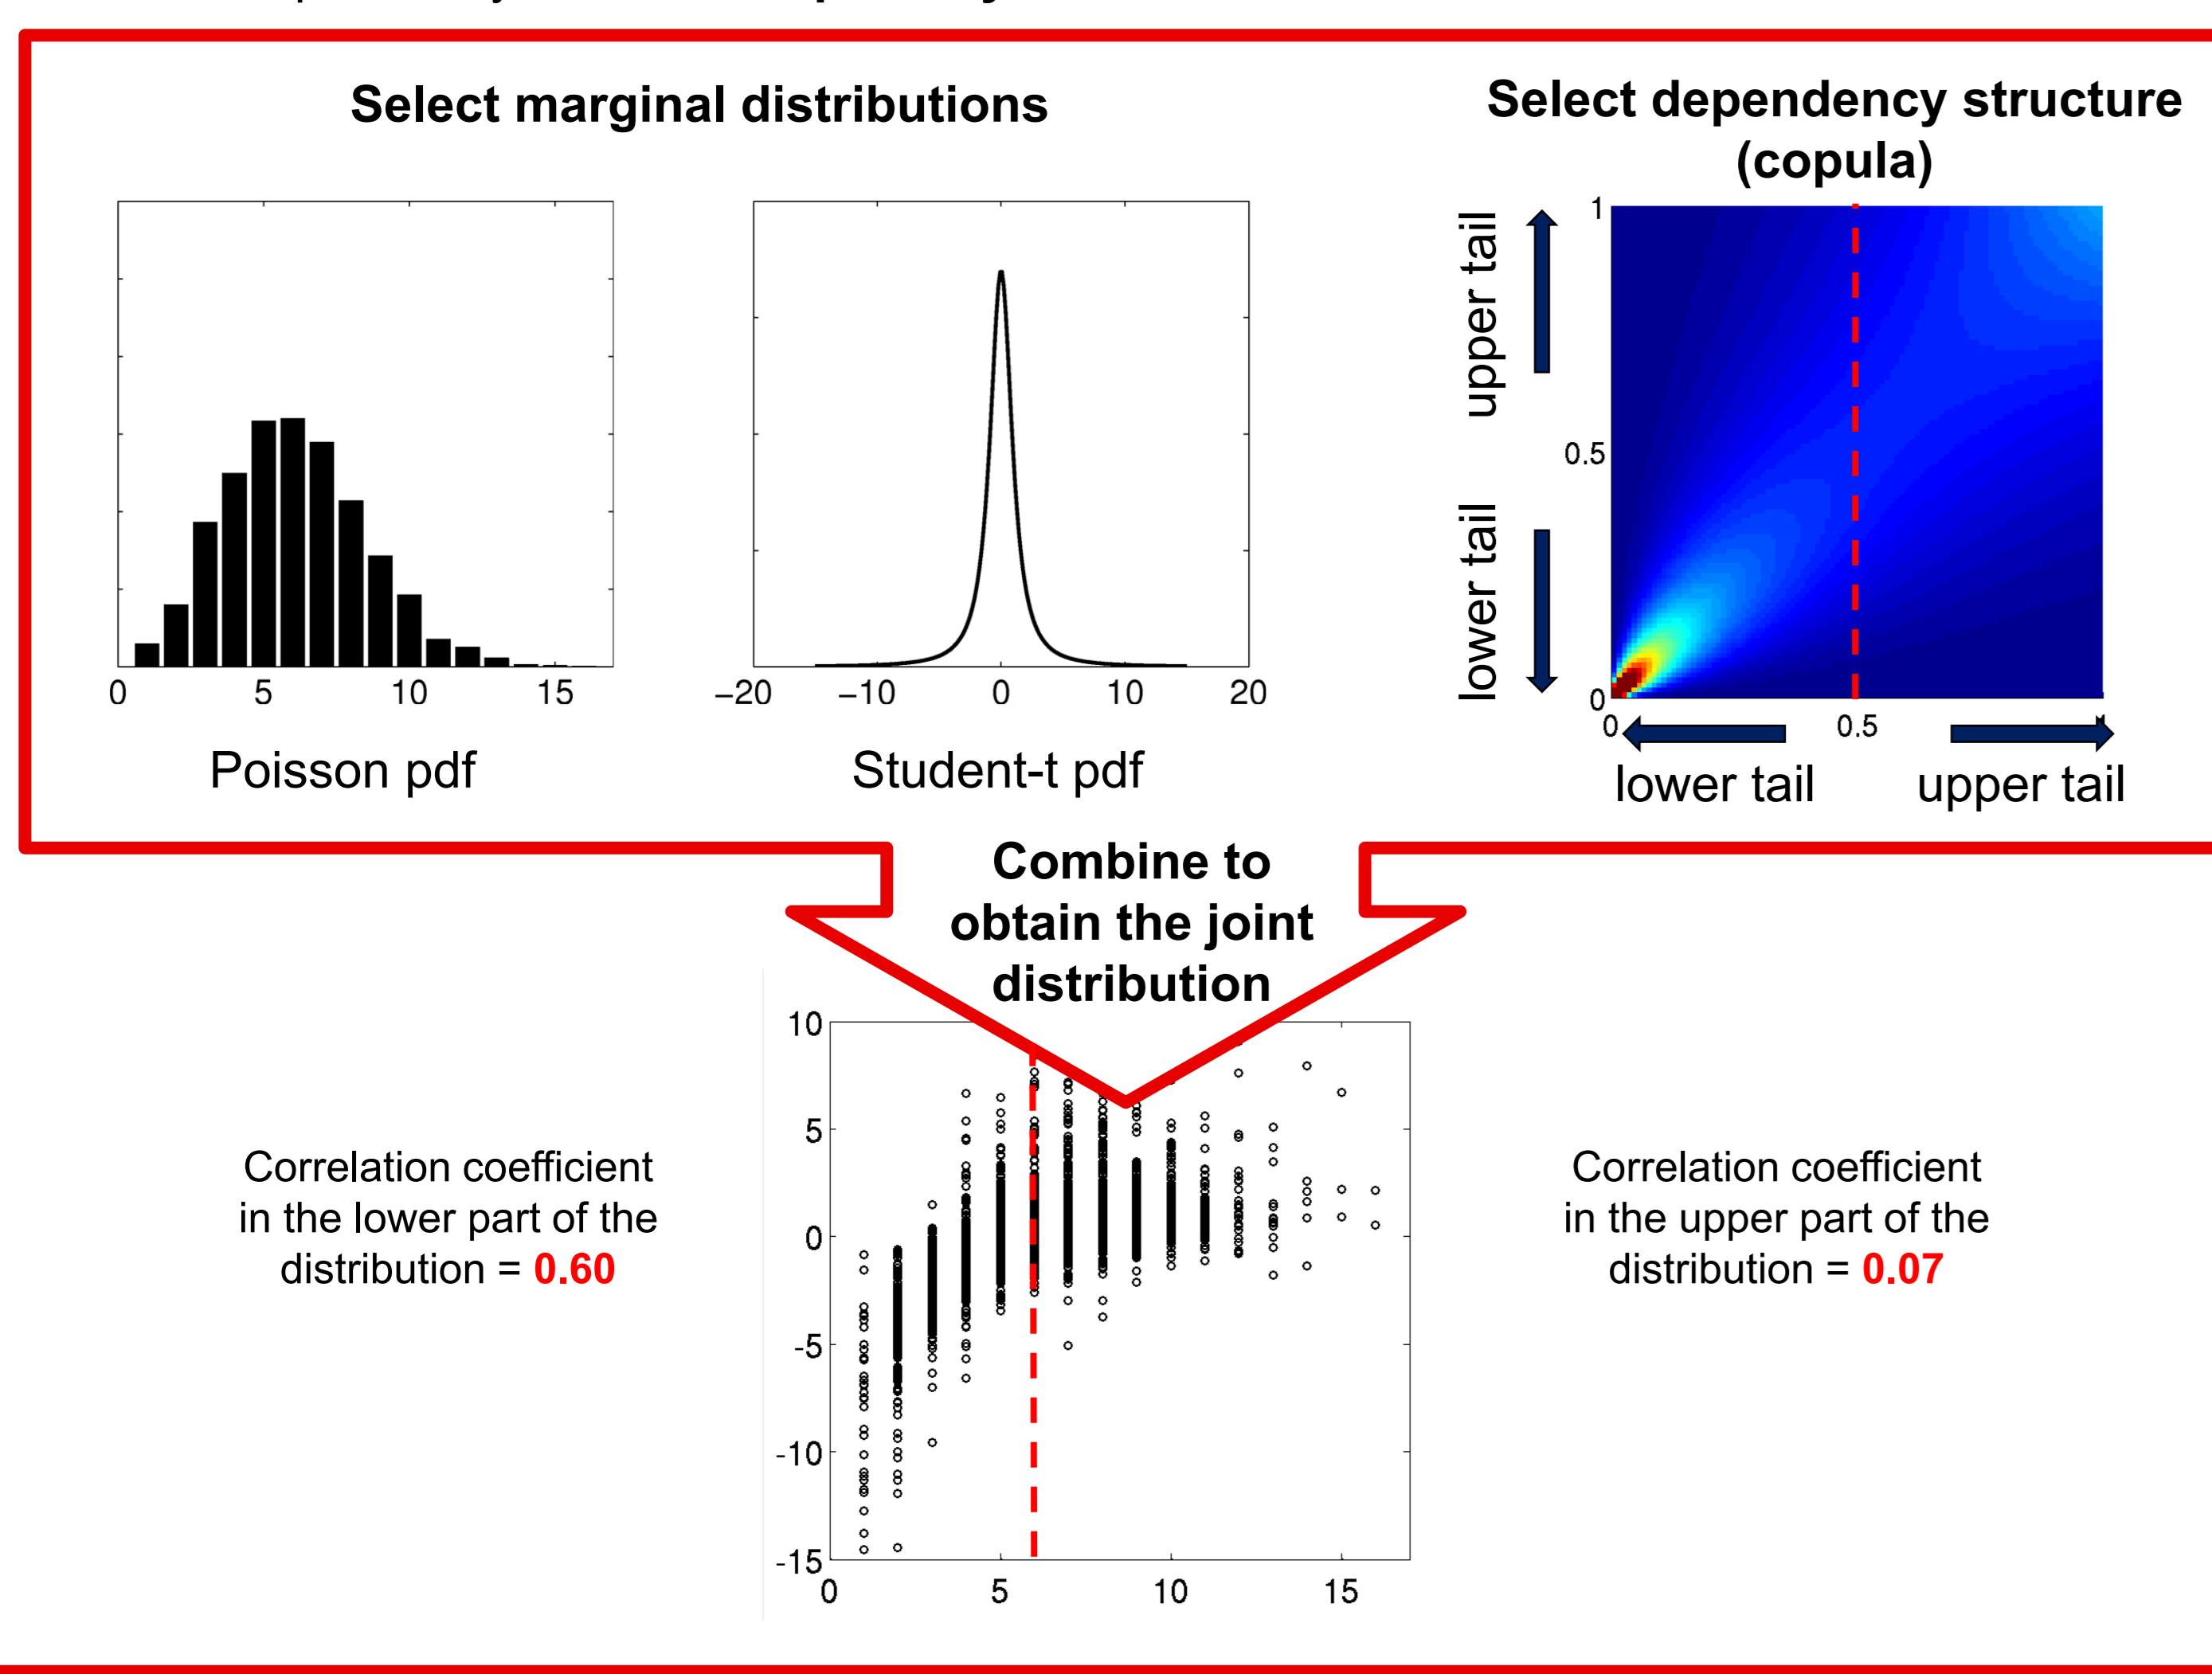 Select marginal distributions
Select dependency structure
(copula)
0
5
10
15
Poisson pdf
−20
−10
0
10
20
Student-t pdf
upper tail
lower tail
1
0.5
0
0
0.5
lower tail
upper tail
Combine to
obtain the joint
distribution
Correlation coefficient
in the lower part of the
distribution = 0.60
10
5
0
-5
-10
-15
0
5
10
15
Correlation coefficient
in the upper part of the
distribution = 0.07